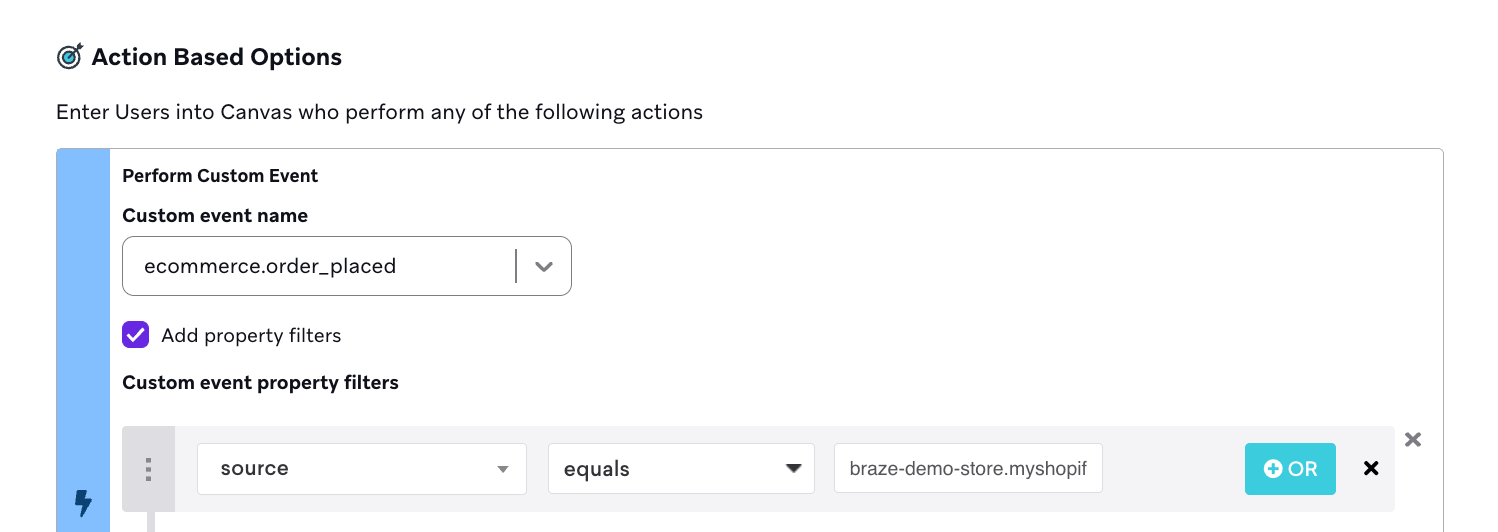 Action Based Options
Enter Users into Canvas who perform any of the following actions
Perform Custom Event
Custom event name
ecommerce.order_placed
Add property filters
Custom event property filters
source equals braze-demo-store.myshopif OR